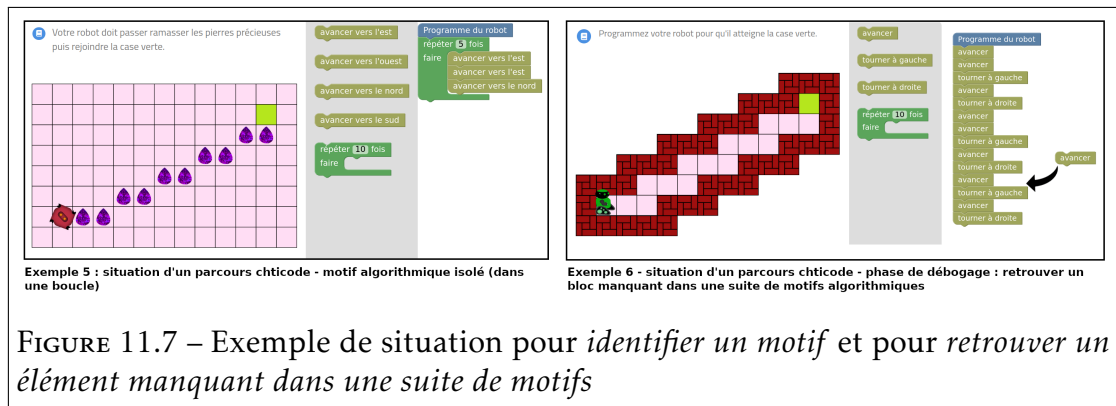 Votre robot doit passer ramasser les pierres précieuses
puis rejoindre la case verte.
avancer vers l'est
avancer vers l'ouest
avancer vers le nord
avancer vers le sud
répéter 10 fois
faire
Programme du robot
répéter 5 fois
faire
avancer vers l'est
avancer vers l'est
avancer vers le nord
Exemple 5 : situation d'un parcours chticode - motif algorithmique isolé (dans
une boucle)
Programmez votre robot pour qu'il atteigne la case verte.
avancer
tourner à gauche
tourner à droite
répéter 10 fois
faire
Programme du robot
avancer
avancer
tourner à gauche
avancer
tourner à droite
avancer
avancer
tourner à gauche
avancer
tourner à droite
avancer
tourner à gauche
avancer
tourner à droite
avancer
Exemple 6 - situation d'un parcours chticode - phase de débogage : retrouver un
bloc manquant dans une suite de motifs algorithmiques
FIGURE 11.7 – Exemple de situation pour identifier un motif et pour retrouver un
élément manquant dans une suite de motifs